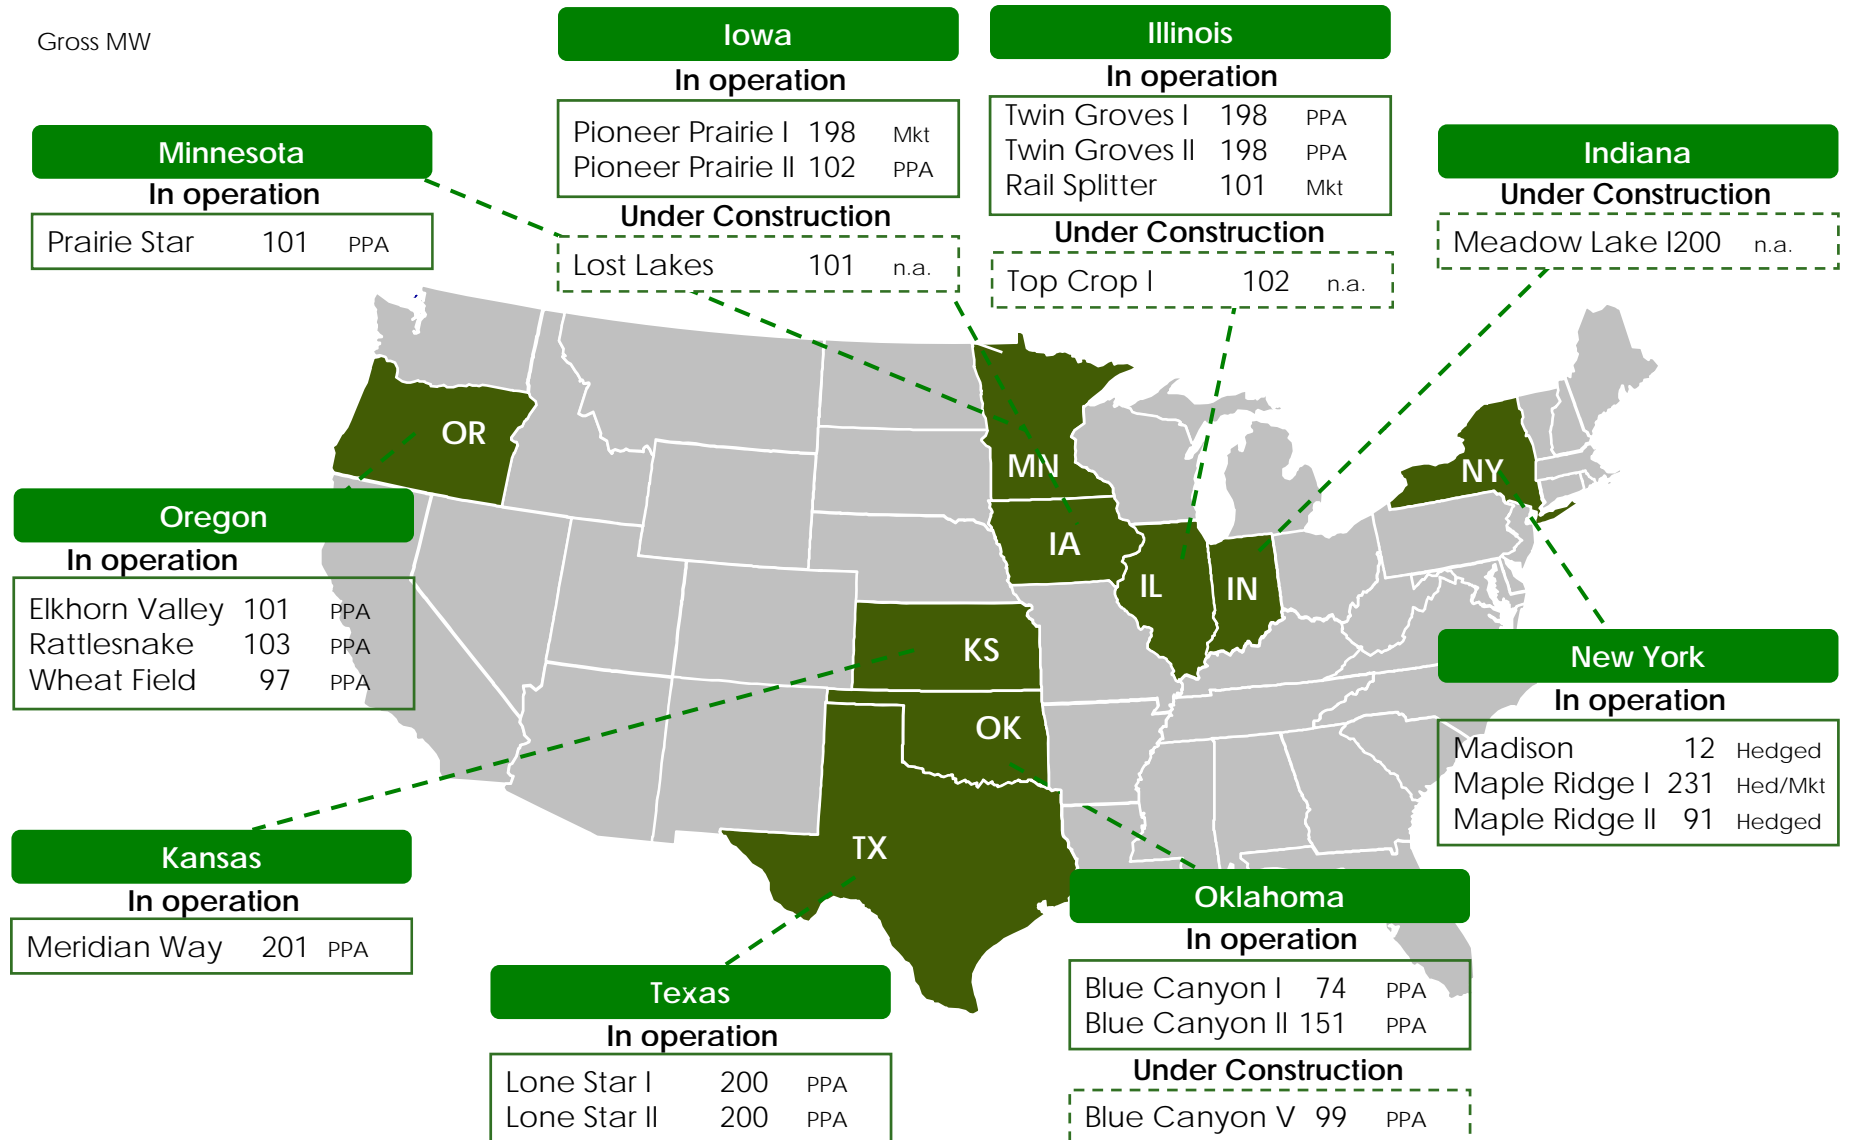 Gross MW
Iowa
In operation
Pioneer Prairie I 198 Mkt
Pioneer Prairie II 102 PPA
Under Construction
Lost Lakes 101 n.a.
Illinois
In operation
Twin Groves I 198 PPA
Twin Groves II 198 PPA
Rail Splitter 101 Mkt
Under Construction
Top Crop I 102 n.a.
Minnesota
In operation
Prairie Star 101 PPA
Indiana
Under Construction
Meadow Lake I200 n.a.
OR
MN
NY
IA
IL
IN
KS
OK
TX
Oregon
In operation
Elkhorn Valley 101 PPA
Rattlesnake 103 PPA
Wheat Field 97 PPA
New York
In operation
Madison 12 Hedged
Maple Ridge I 231 Hed/Mkt
Maple Ridge II 91 Hedged
Kansas
In operation
Meridian Way 201 PPA
Texas
In operation
Lone Star I 200 PPA
Lone Star II 200 PPA
Oklahoma
In operation
Blue Canyon I 74 PPA
Blue Canyon II 151 PPA
Under Construction
Blue Canyon V 99 PPA